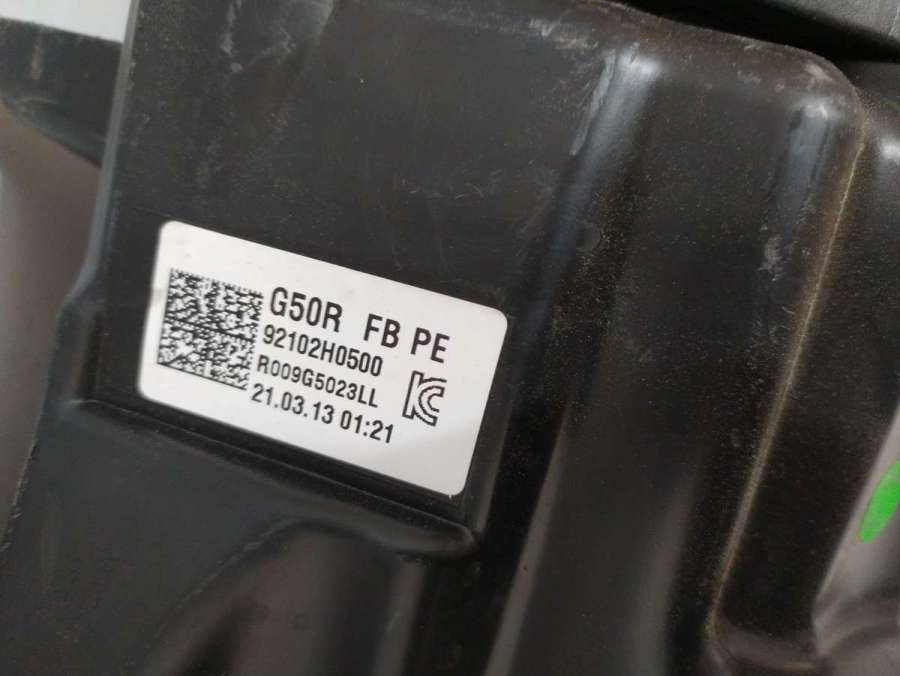 G50R FB PE
92102H0500
R009G5023LL
21.03.13 01:21